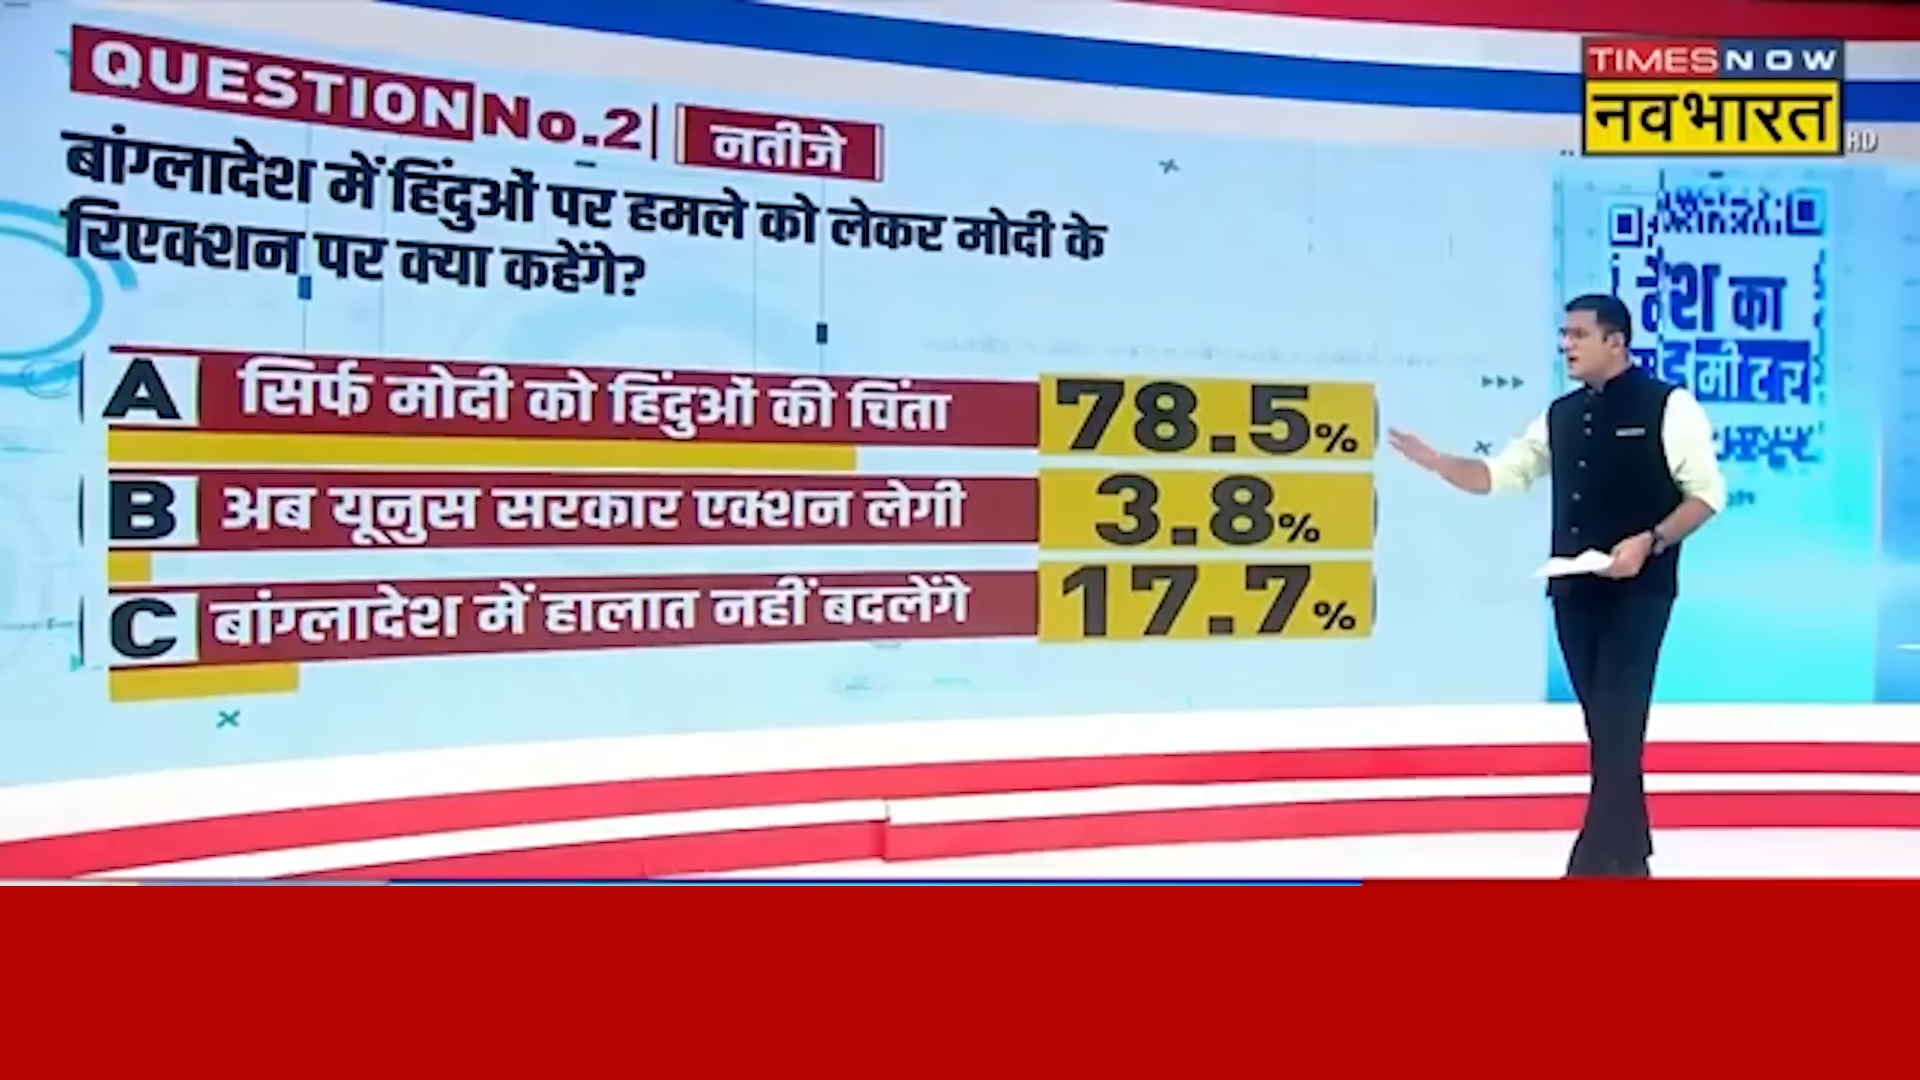 QUESTION No.2 नतीजे
बांग्लादेश में हिंदुओं पर हमले को लेकर मोदी के
रिएक्शन पर क्या कहेंगे?
A सिर्फ मोदी को हिंदुओं की चिंता 78.5%
B अब यूनुस सरकार एक्शन लेगी 3.8%
C बांग्लादेश में हालात नहीं बदलेंगे 17.7%
TIMES NOW
नवभारत
HD
देश का
मीटर